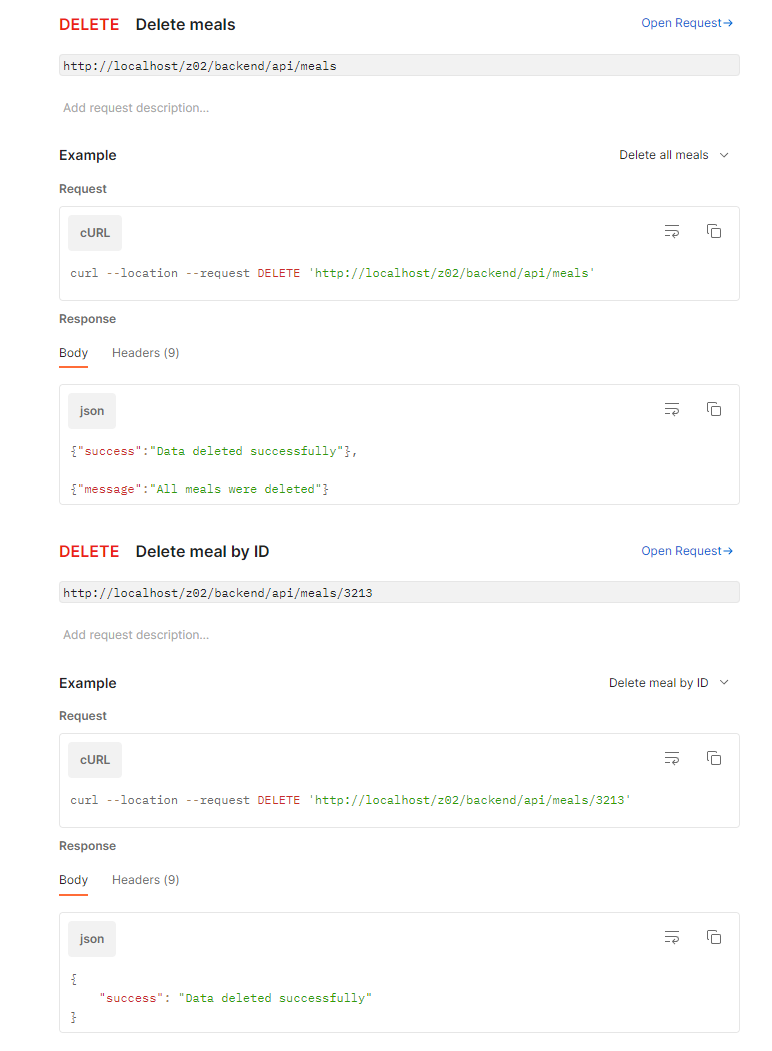 DELETE Delete meals Open Request→
http://localhost/z02/backend/api/meals
Add request description...
Example Delete all meals
Request
cURL
curl --location --request DELETE 'http://localhost/z02/backend/api/meals'
Response
Body Headers (9)
json
{"success":"Data deleted successfully"},
{"message":"All meals were deleted"}
DELETE Delete meal by ID Open Request→
http://localhost/z02/backend/api/meals/3213
Add request description...
Example Delete meal by ID
Request
cURL
curl --location --request DELETE 'http://localhost/z02/backend/api/meals/3213'
Response
Body Headers (9)
json
{
"success": "Data deleted successfully"
}